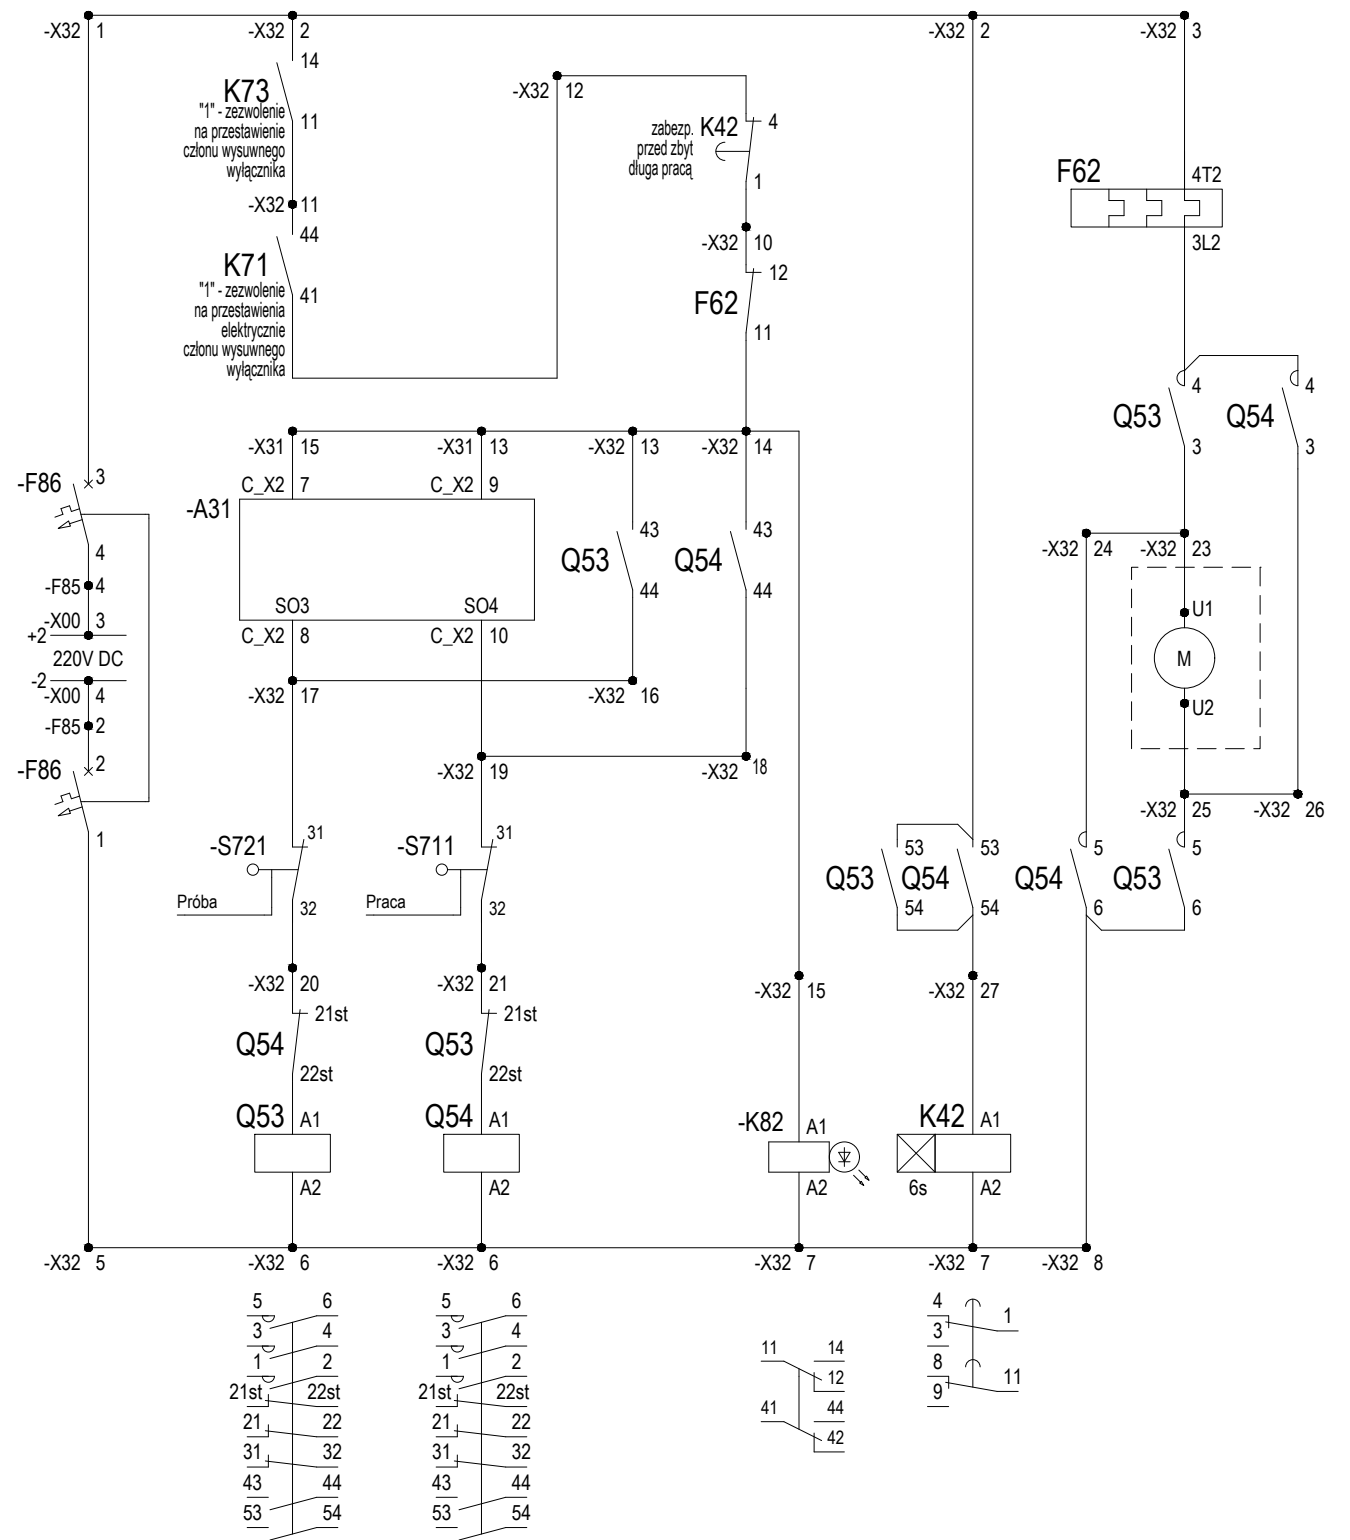 -X32 1 -X32 2 -X32 2 -X32 3
14
K73
"1" - zezwolenie
na przestawienie
członu wysuwnego
wyłącznika
11
-X32 11
44
K71
41
"1" - zezwolenie
na przestawienia
elektrycznie
członu wysuwnego
wyłącznika
-X32 12
zabezp.
przed zbyt
długa pracą
K42 4
1
-X32 10
12
F62
11
F62 4T2
3L2
4 4
Q53 Q54
3 3
-X31 15 -X31 13 -X32 13 -X32 14
C_X2 7 C_X2 9
-A31
SO3 SO4
C_X2 8 C_X2 10
43 43
Q53 Q54
44 44
-X32 17 -X32 16
-X32 19 -X32 18
-F86 3
4
-F85 4
-X00 3
+2
220V DC
-2
-X00 4
-F85 2
-F86 2
1
-X32 24 -X32 23
U1
M
U2
-X32 25 -X32 26
-S721 31
Próba 32
-S711 31
Praca 32
53 53 5 5
Q53 Q54 Q54 Q53
54 54 6 6
-X32 20 -X32 21 -X32 15 -X32 27
21st 21st
Q54 Q53
22st 22st
Q53 A1 Q54 A1 -K82 A1 K42 A1
6s
A2 A2 A2 A2
-X32 5 -X32 6 -X32 6 -X32 7 -X32 7 -X32 8
5 6
3 4
1 2
21st 22st
21 22
31 32
43 44
53 54
5 6
3 4
1 2
21st 22st
21 22
31 32
43 44
53 54
11 14
12
41 44
42
4 1
3
8 11
9